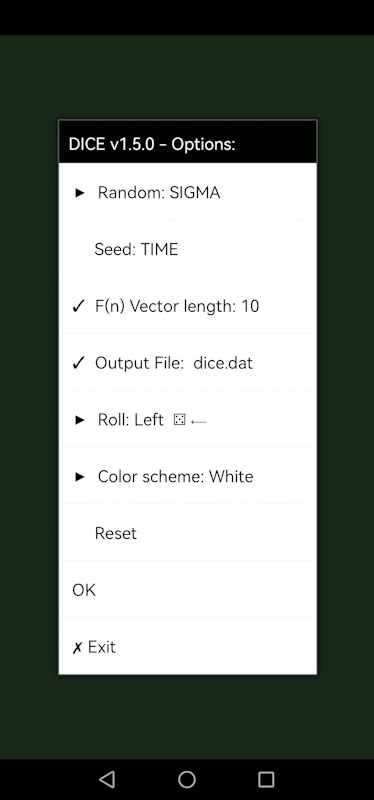 DICE v1.5.0 - Options:
► Random: SIGMA
Seed: TIME
✓ F(n) Vector length: 10
✓ Output File: dice.dat
► Roll: Left ⚄ ←
► Color scheme: White
Reset
OK
✗ Exit